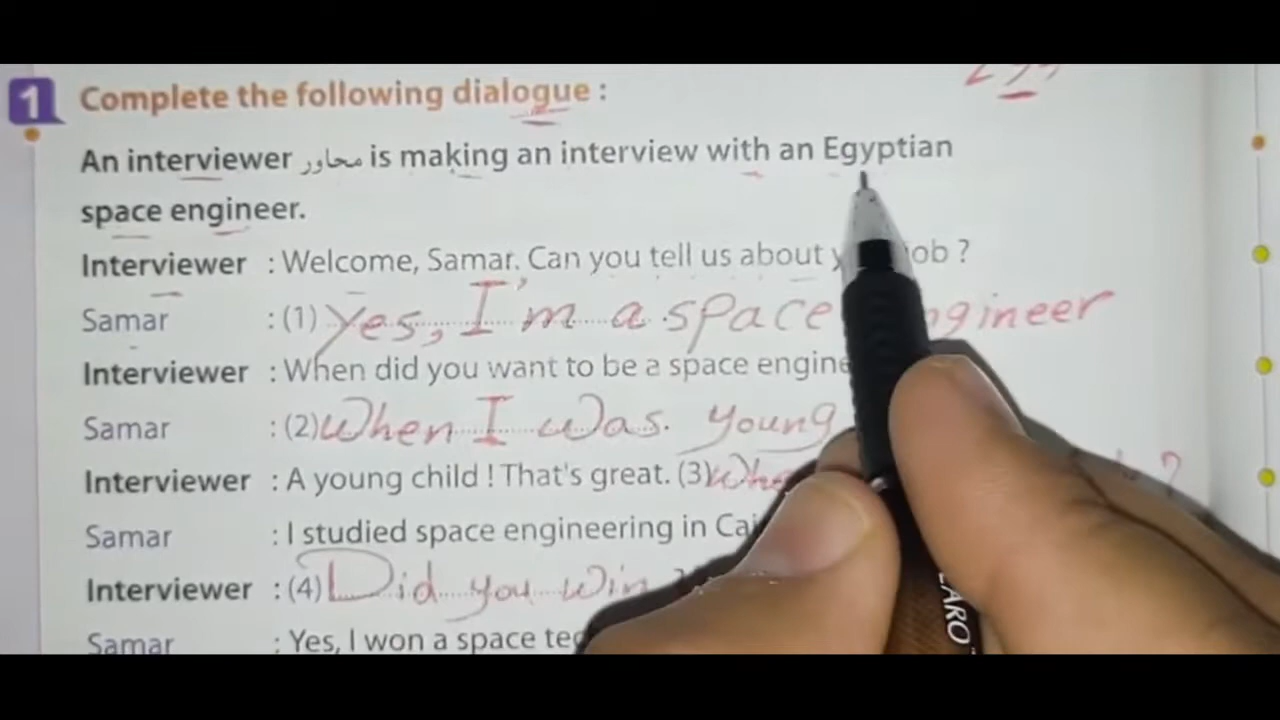 1 Complete the following dialogue :
An interviewer محاور is making an interview with an Egyptian
space engineer.
Interviewer : Welcome, Samar. Can you tell us about job ?
Samar : (1) Yes, I'm a space engineer
Interviewer : When did you want to be a space
Samar : (2) When I was young
Interviewer : A young child ! That's great. (3)
Samar : I studied space engineering in
Interviewer : (4) Did you win
Samar : Yes, I won a space